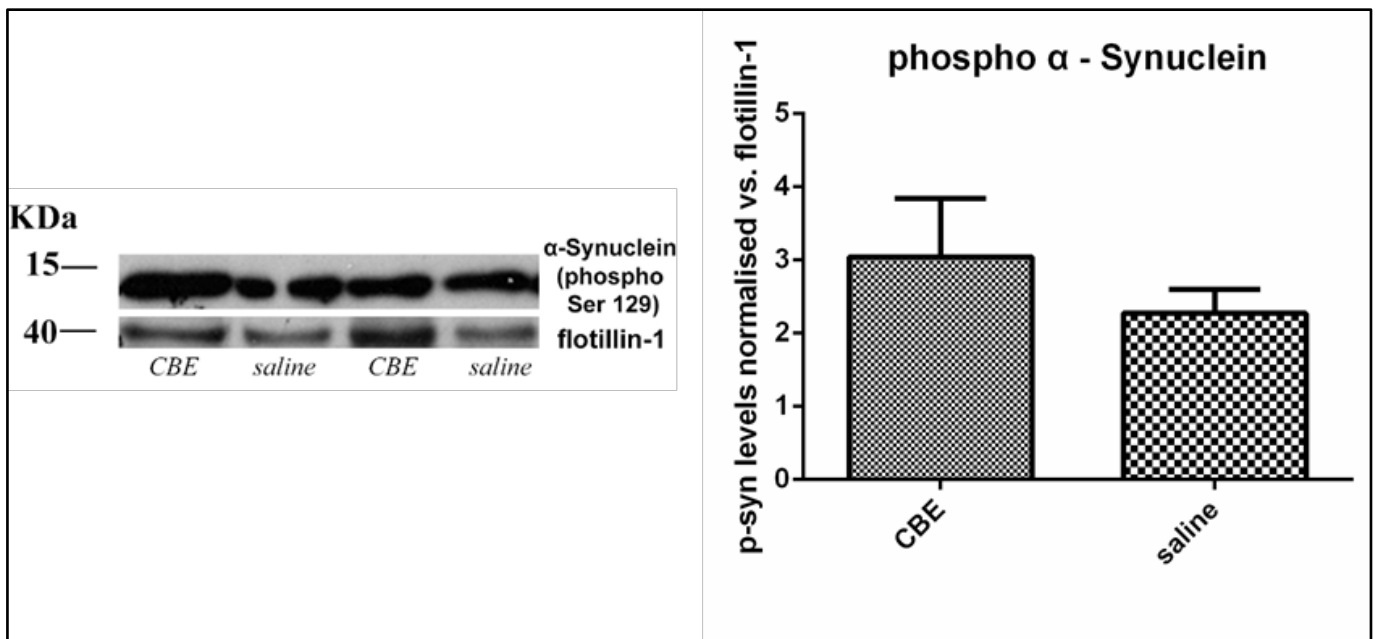 KDa
15
α-Synuclein
(phospho
Ser 129)
40
flotillin-1
CBE saline CBE saline
phospho α - Synuclein
p-syn levels normalised vs. flotillin-1
5
4
3
2
1
0
CBE
saline